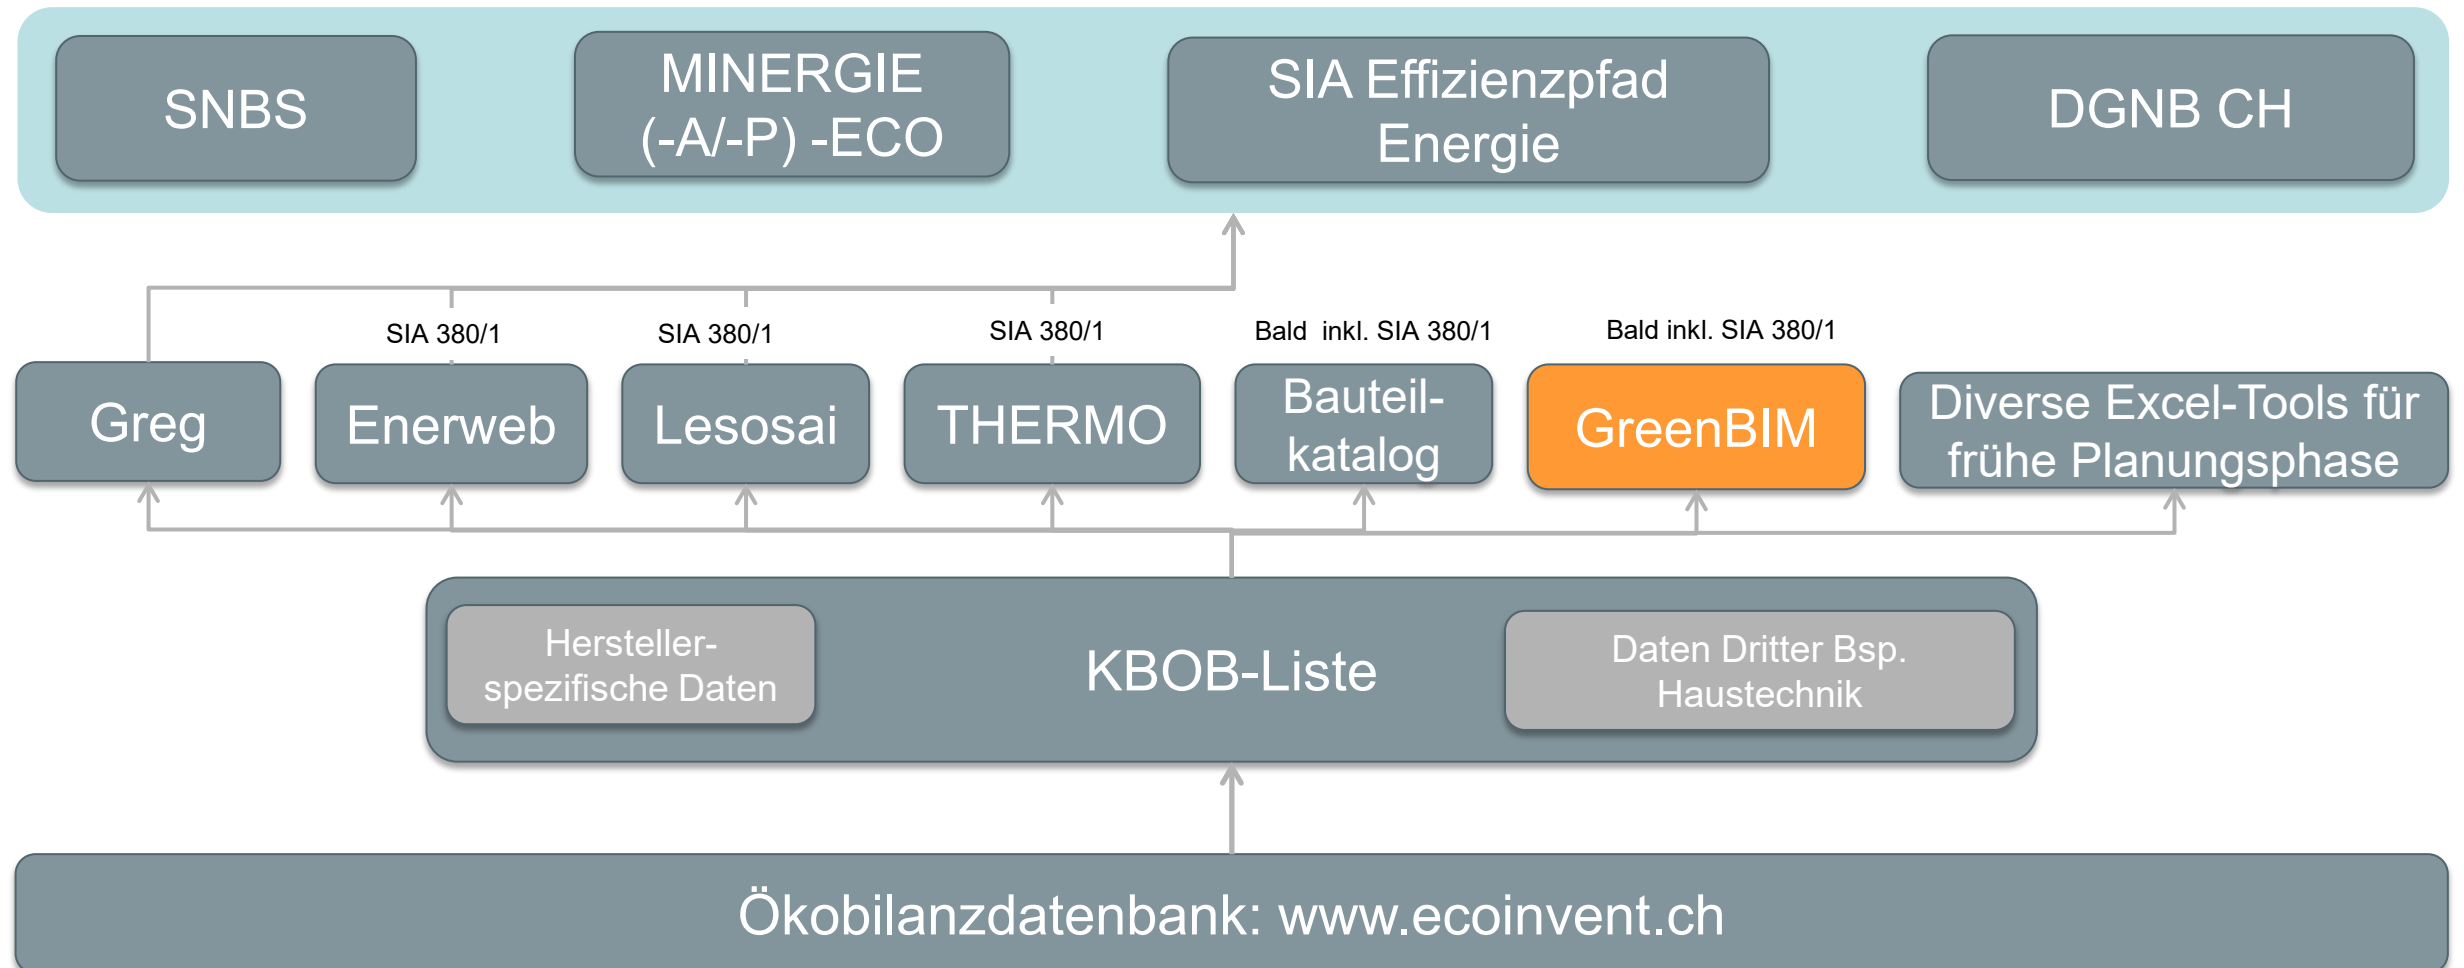 SNBS
MINERGIE
(-A/-P) -ECO
SIA Effizienzpfad
Energie
DGNB CH
SIA 380/1
SIA 380/1
SIA 380/1
Bald  inkl. SIA 380/1
Bald inkl. SIA 380/1
Greg
Enerweb
Lesosai
THERMO
Bauteil-
katalog
GreenBIM
Diverse Excel-Tools für
frühe Planungsphase
Hersteller-
spezifische Daten
KBOB-Liste
Daten Dritter Bsp.
Haustechnik
Ökobilanzdatenbank: www.ecoinvent.ch